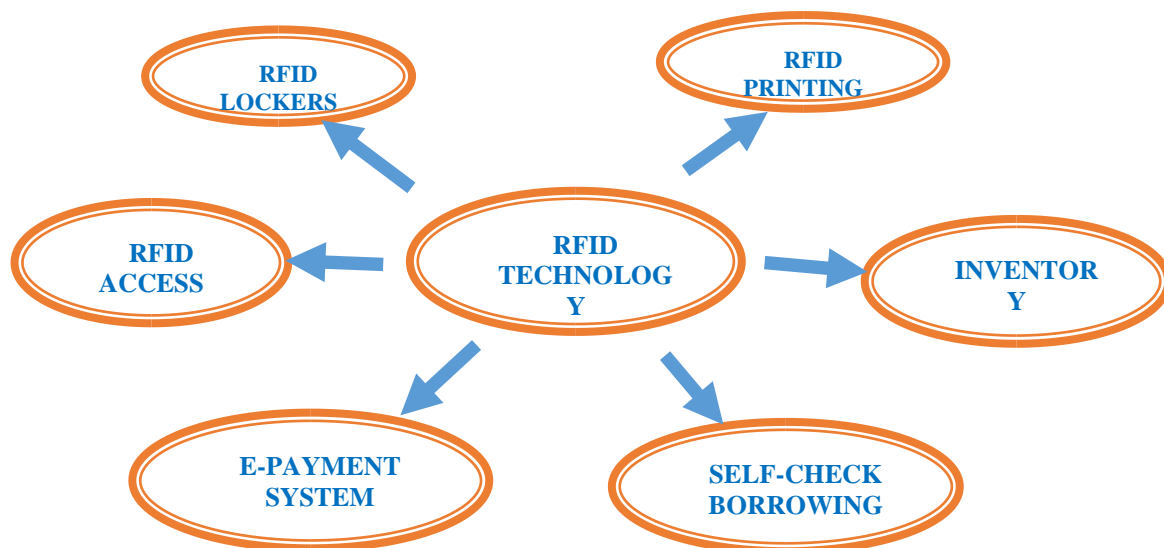 RFID
LOCKERS
RFID
PRINTING
RFID
ACCESS
RFID
TECHNOLOG
Y
INVENTOR
Y
E-PAYMENT
SYSTEM
SELF-CHECK
BORROWING